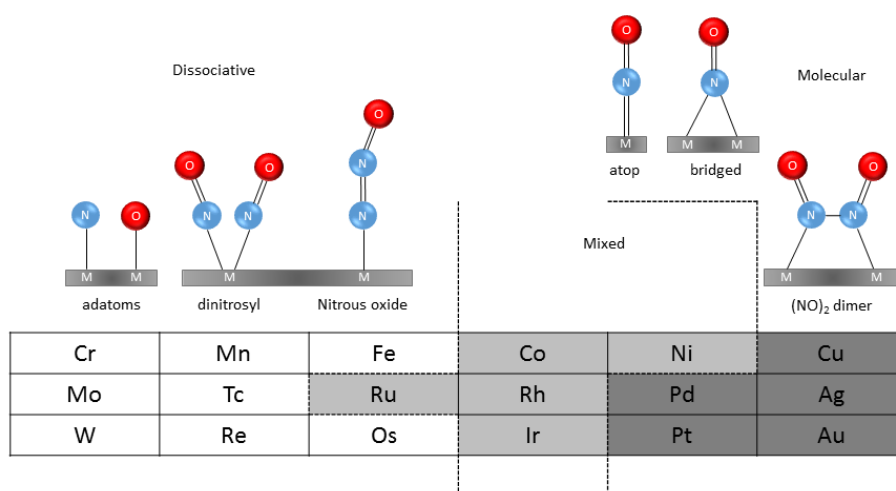 Dissociative
Molecular
Mixed
O
N
M
atop
O
N
M M
bridged
N O
M M
adatoms
O O
N N
M
dinitrosyl
O
N
N
M
Nitrous oxide
O O
N N
M M
(NO)₂ dimer
Cr Mn Fe Co Ni Cu
Mo Tc Ru Rh Pd Ag
W Re Os Ir Pt Au